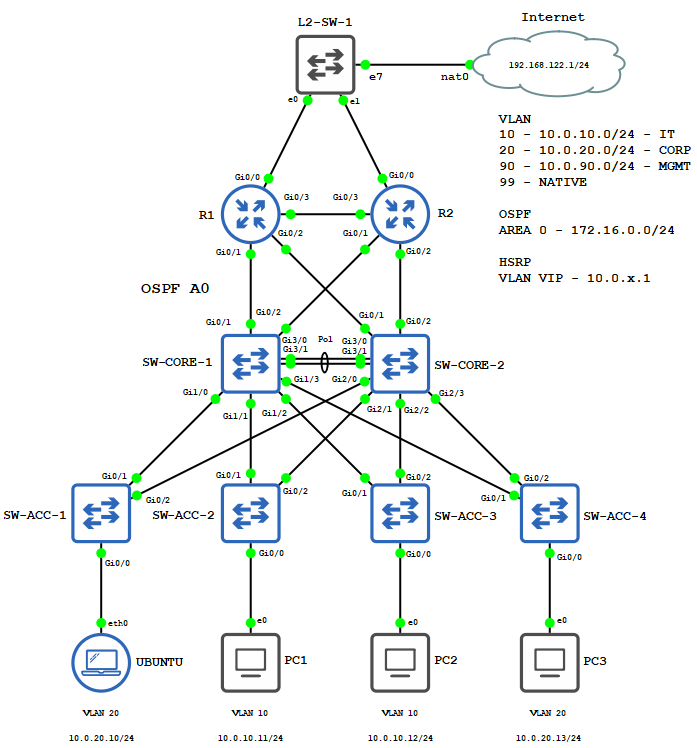 L2-SW-1
Internet
192.168.122.1/24
e7
nat0
e0
e1
VLAN
10 - 10.0.10.0/24 - IT
20 - 10.0.20.0/24 - CORP
90 - 10.0.90.0/24 - MGMT
99 - NATIVE
OSPF
AREA 0 - 172.16.0.0/24
HSRP
VLAN VIP - 10.0.x.1
Gi0/0
Gi0/0
Gi0/3
Gi0/3
R1
R2
Gi0/2
Gi0/1
Gi0/1
Gi0/2
OSPF A0
Gi0/2
Gi0/1
Gi0/1
Gi0/2
Gi3/0
Gi3/1
Po1
Gi3/0
Gi3/1
SW-CORE-1
SW-CORE-2
Gi1/3
Gi2/0
Gi1/0
Gi1/1
Gi1/2
Gi2/1
Gi2/2
Gi2/3
Gi0/1
Gi0/2
Gi0/1
Gi0/2
Gi0/1
Gi0/2
Gi0/1
Gi0/2
SW-ACC-1
SW-ACC-2
SW-ACC-3
SW-ACC-4
Gi0/0
Gi0/0
Gi0/0
Gi0/0
eth0
e0
e0
e0
UBUNTU
PC1
PC2
PC3
VLAN 20
VLAN 10
VLAN 10
VLAN 20
10.0.20.10/24
10.0.10.11/24
10.0.10.12/24
10.0.20.13/24